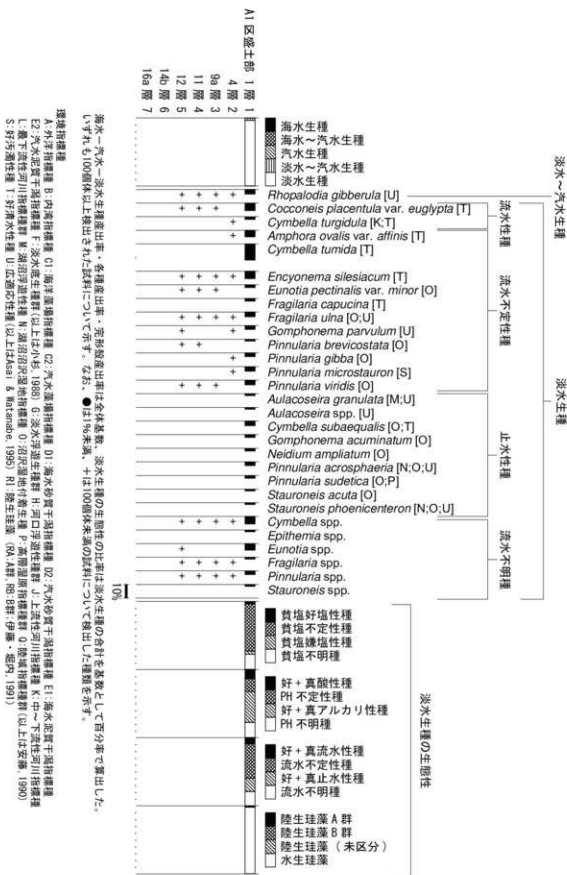 淡水～汽水生種
淡水生種
流水性種
流水不定性種
止水性種
流水不明種
淡水生種の生態性
海水生種
海水～汽水生種
汽水生種
淡水～汽水生種
淡水生種
Rhopalodia gibberula [U]
Cocconeis placentula var. euglypta [T]
Cymbella turgidula [K;T]
Amphora ovalis var. affinis [T]
Cymbella tumida [T]
Encyonema silesiacum [T]
Eunotia pectinalis var. minor [O]
Fragilaria capucina [T]
Fragilaria ulna [O;U]
Gomphonema parvulum [U]
Pinnularia brevicostata [O]
Pinnularia gibba [O]
Pinnularia microstauron [S]
Pinnularia viridis [O]
Aulacoseira granulata [M;U]
Aulacoseira spp. [U]
Cymbella subaequalis [O;T]
Gomphonema acuminatum [O]
Neidium ampliatum [O]
Pinnularia acrosphaeria [N;O;U]
Pinnularia sudetica [O;P]
Stauroneis acuta [O]
Stauroneis phoenicenteron [N;O;U]
Cymbella spp.
Epithemia spp.
Eunotia spp.
Fragilaria spp.
Pinnularia spp.
Stauroneis spp.
貧塩好塩性種
貧塩不定性種
貧塩嫌塩性種
貧塩不明種
好+真酸性種
PH 不定性種
好+真アルカリ性種
PH 不明種
好+真流水性種
流水不定性種
好+真止水性種
流水不明種
陸生珪藻 A 群
陸生珪藻 B 群
陸生珪藻（未区分）
水生珪藻
A1 区盛土部 1 層 1
4 層 2
9a 層 3
11 層 4
12 層 5
14b 層 6
16a 層 7
10%
海水－汽水－淡水生種産出率・各種産出率・完形殻産出率は全体基数、淡水生種の生態性の比率は淡水生種の合計を基数として百分率で算出した。
いずれも100個体以上検出された試料について示す。なお、●は1%未満、＋は100個体未満の試料について検出した種類を示す。
環境指標種
A:外洋指標種 B:内湾指標種 C1:海洋藻場指標種 C2:汽水藻場指標種 D1:海水砂質干潟指標種 D2:汽水砂質干潟指標種 E1:海水泥質干潟指標種
E2:汽水泥質干潟指標種 F:淡水底生種群（以上は小杉,1988） G:淡水浮遊生種群 H:河口浮遊性種群 J:上流性河川指標種 K:中～下流性河川指標種
L:最下流性河川指標種群 M:湖沼浮遊性種 N:湖沼沼沢湿地指標種 O:沼沢湿地付着生種 P:高層湿原指標種群 Q:陸域指標種群（以上は安藤,1990）
S:好汚濁性種 T:好清水性種 U:広適応性種（以上はAsai & Watanabe,1995） RI:陸生珪藻（RA:A群,RB:B群;伊藤・堀内,1991）